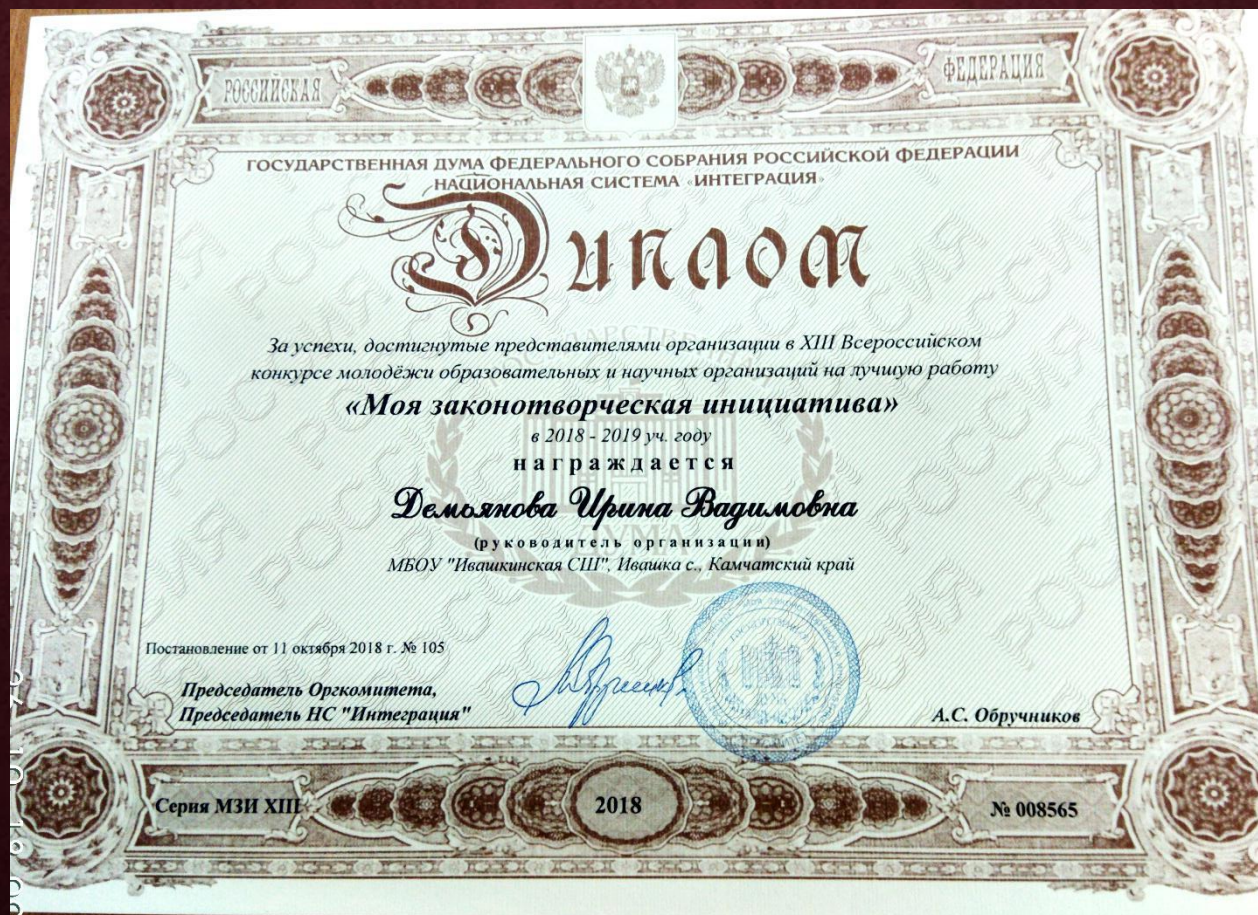 РОССИЙСКАЯ
ФЕДЕРАЦИЯ
ГОСУДАРСТВЕННАЯ ДУМА ФЕДЕРАЛЬНОГО СОБРАНИЯ РОССИЙСКОЙ ФЕДЕРАЦИИ
НАЦИОНАЛЬНАЯ СИСТЕМА «ИНТЕГРАЦИЯ»
Диплом
За успехи, достигнутые представителями организации в XIII Всероссийском
конкурсе молодёжи образовательных и научных организаций на лучшую работу
«Моя законотворческая инициатива»
в 2018 - 2019 уч. году
награждается
Демьянова Ирина Вадимовна
(руководитель организации)
ДУМА
МБОУ "Ивашкинская СШ", Ивашка с., Камчатский край
Постановление от 11 октября 2018 г. № 105
Председатель Оргкомитета,
Председатель НС "Интеграция"
А.С. Обручников
Серия МЗИ XIII
2018
№ 008565